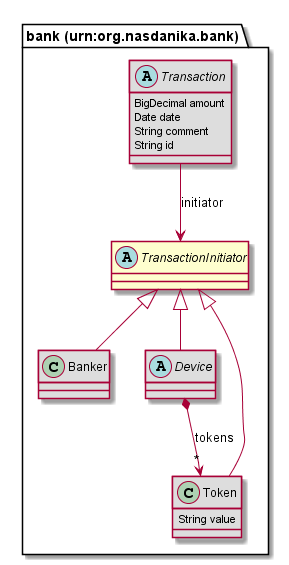 bank (urn:org.nasdanika.bank)
A Transaction
BigDecimal amount
Date date
String comment
String id
initiator
A TransactionInitiator
C Banker
A Device
tokens
*
C Token
String value